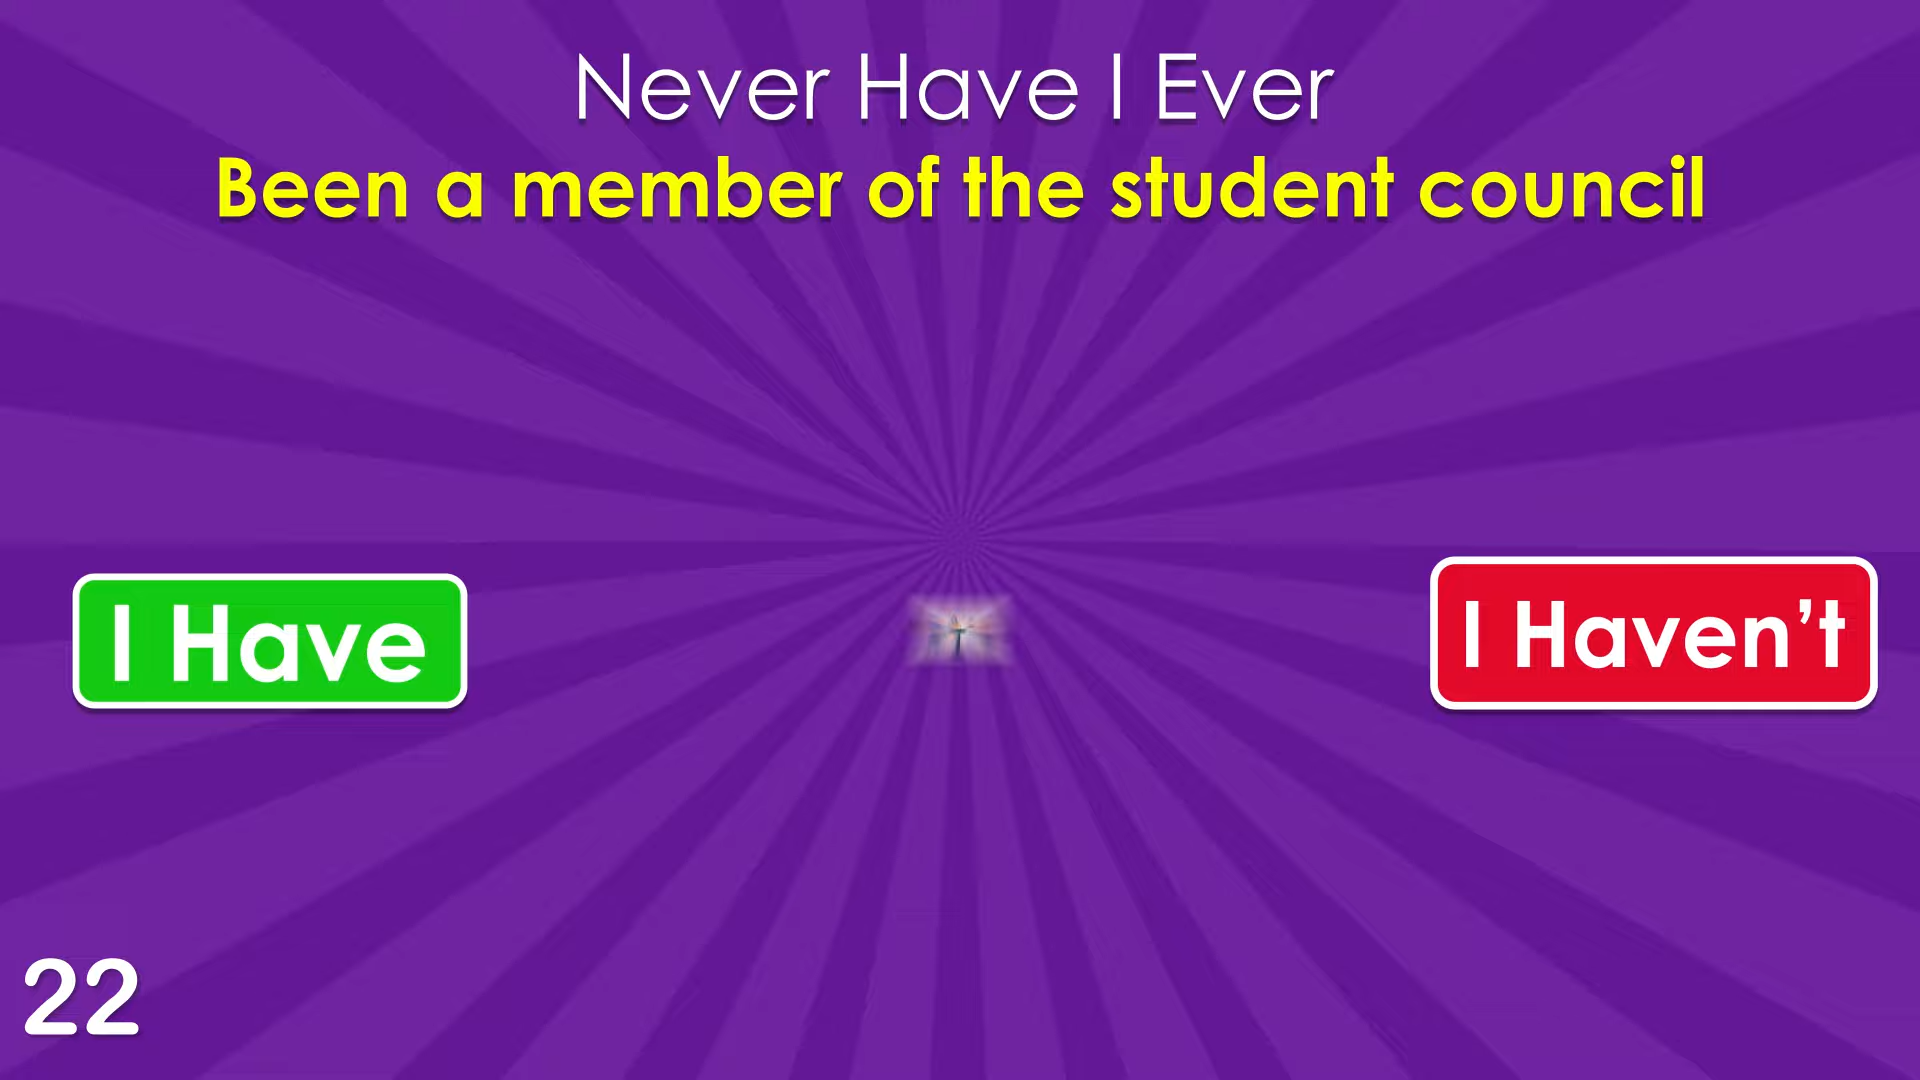 Never Have I Ever
Been a member of the student council
I Have
I Haven’t
22